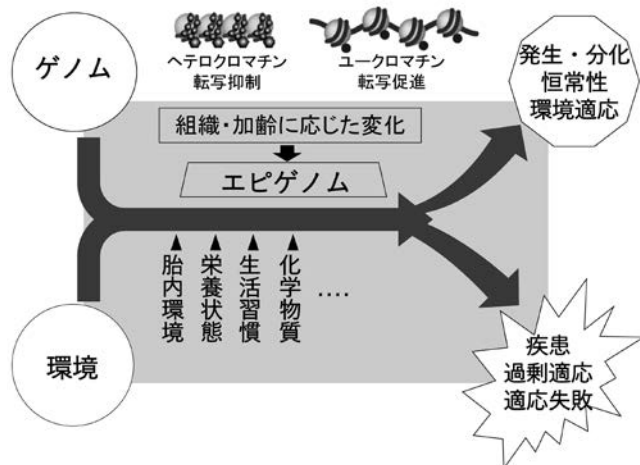 ゲノム
ヘテロクロマチン
転写抑制
ユークロマチン
転写促進
発生・分化
恒常性
環境適応
組織・加齢に応じた変化
エピゲノム
胎内環境
栄養状態
生活習慣
化学物質
....
環境
疾患
過剰適応
適応失敗